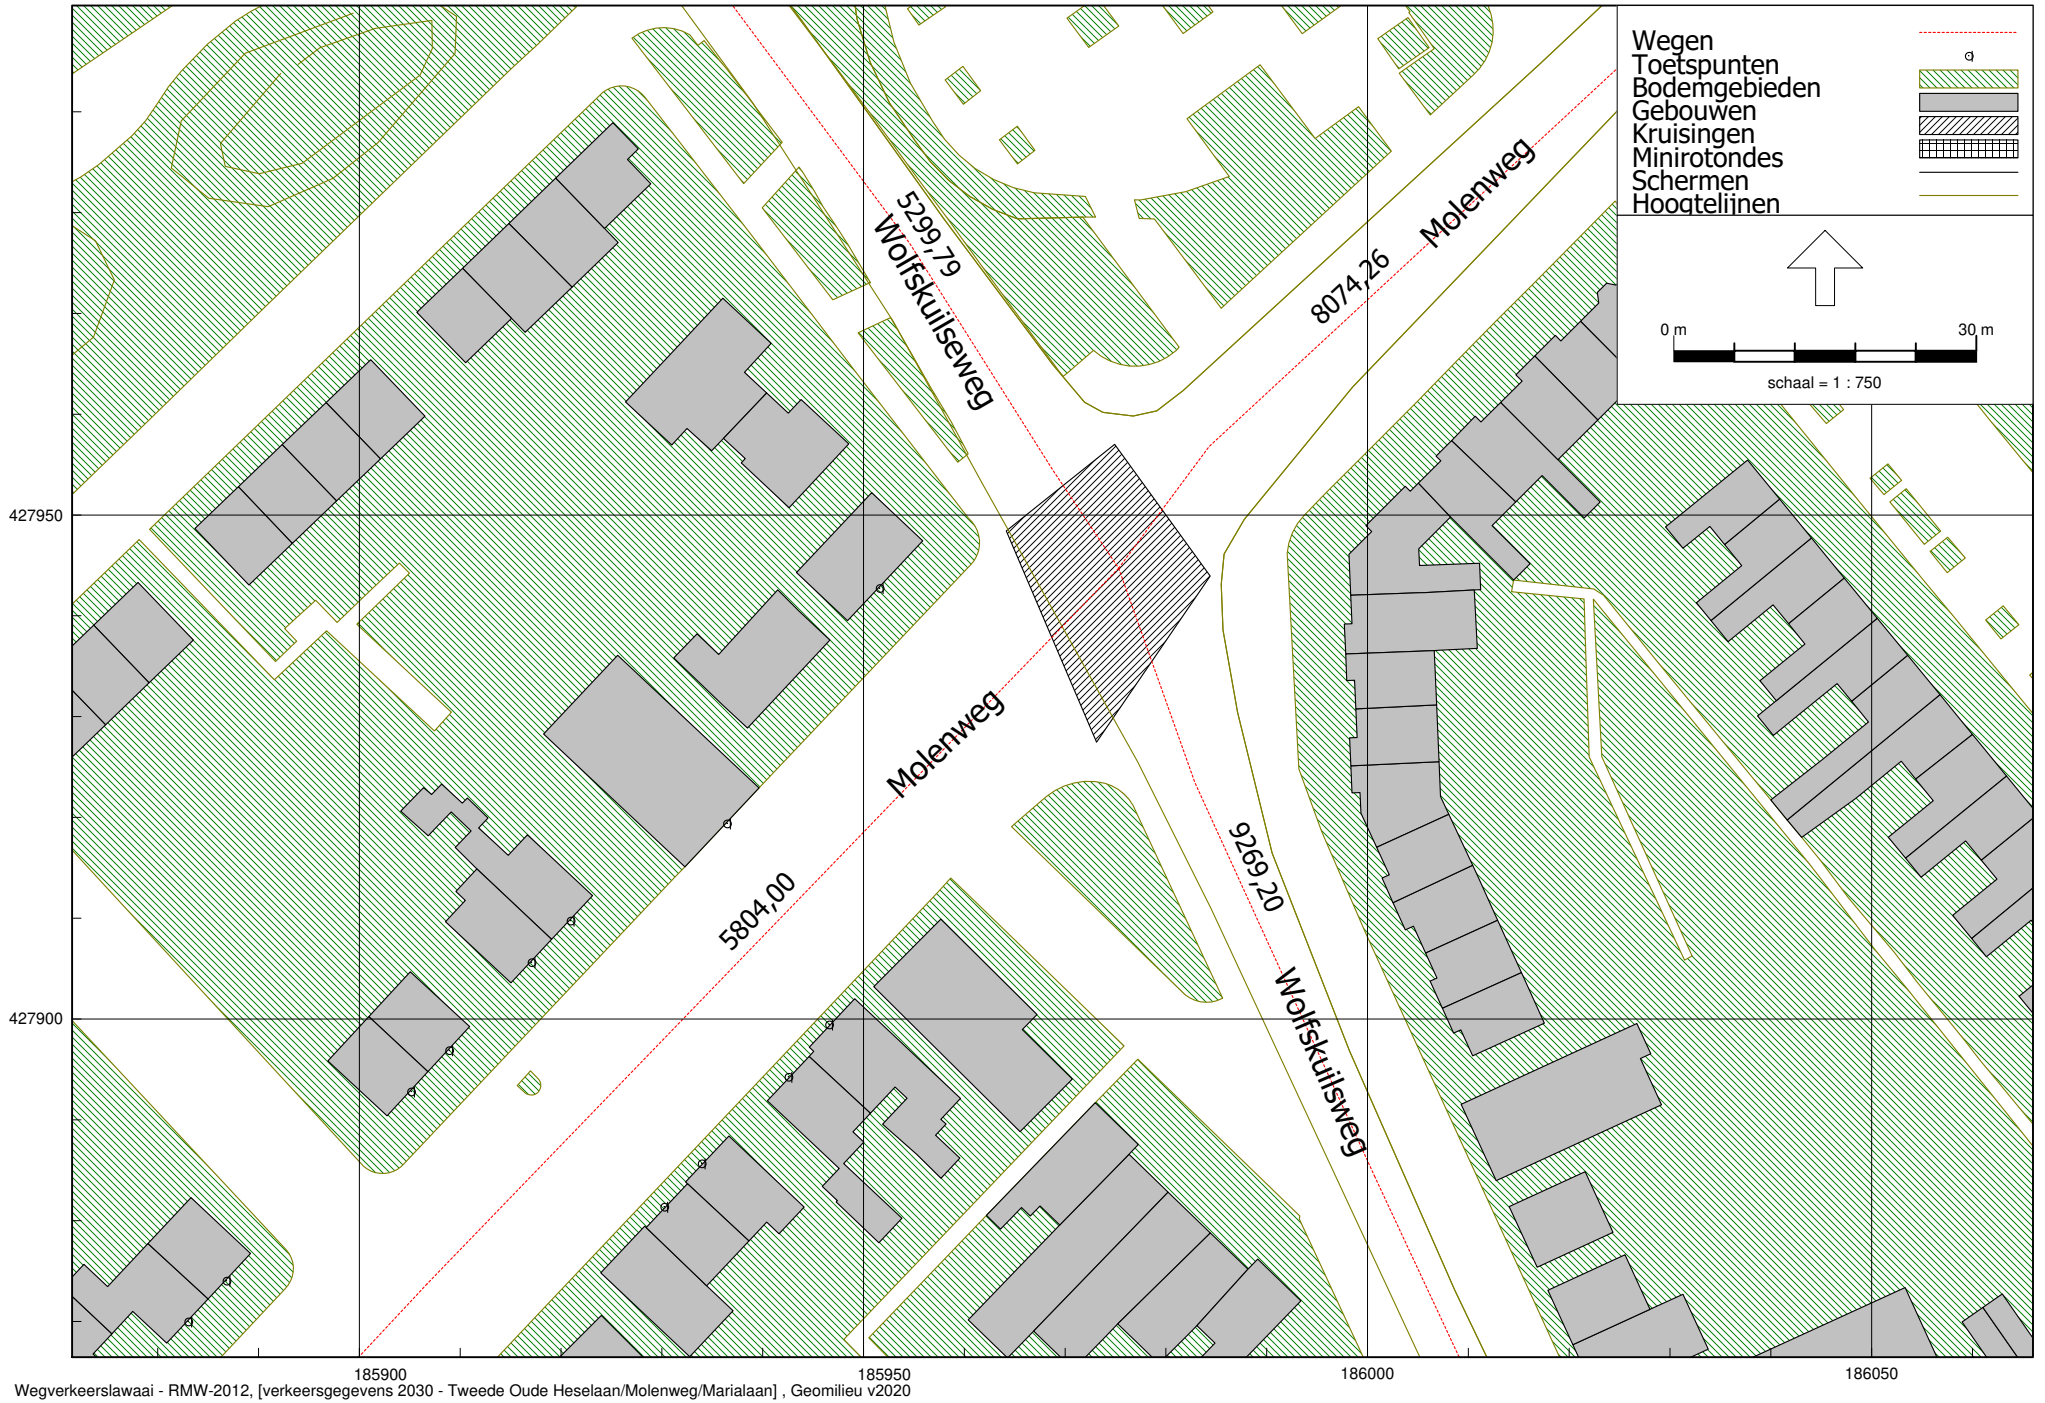 Wegen
Toetspunten
Bodemgebieden
Gebouwen
Kruisingen
Minirotondes
Schermen
Hoogtelijnen
0 m 30 m
schaal = 1 : 750
5299,79
Wolfskuilseweg
Molenweg
8074,26
Molenweg
5804,00
9269,20
Wolfskuilsweg
427950
427900
185900 185950 186000 186050
Wegverkeerslawaai - RMW-2012, [verkeersgegevens 2030 - Tweede Oude Heselaan/Molenweg/Marialaan] , Geomilieu v2020